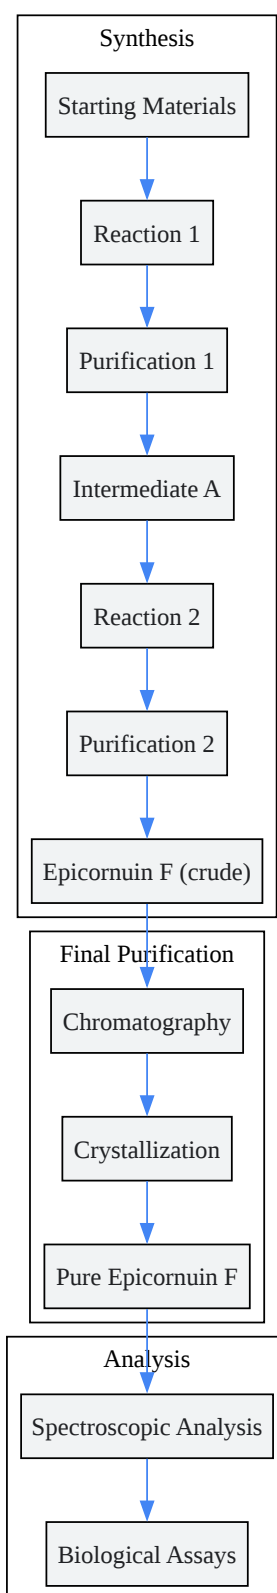 Synthesis
Starting Materials
Reaction 1
Purification 1
Intermediate A
Reaction 2
Purification 2
Epicornuin F (crude)
Final Purification
Chromatography
Crystallization
Pure Epicornuin F
Analysis
Spectroscopic Analysis
Biological Assays